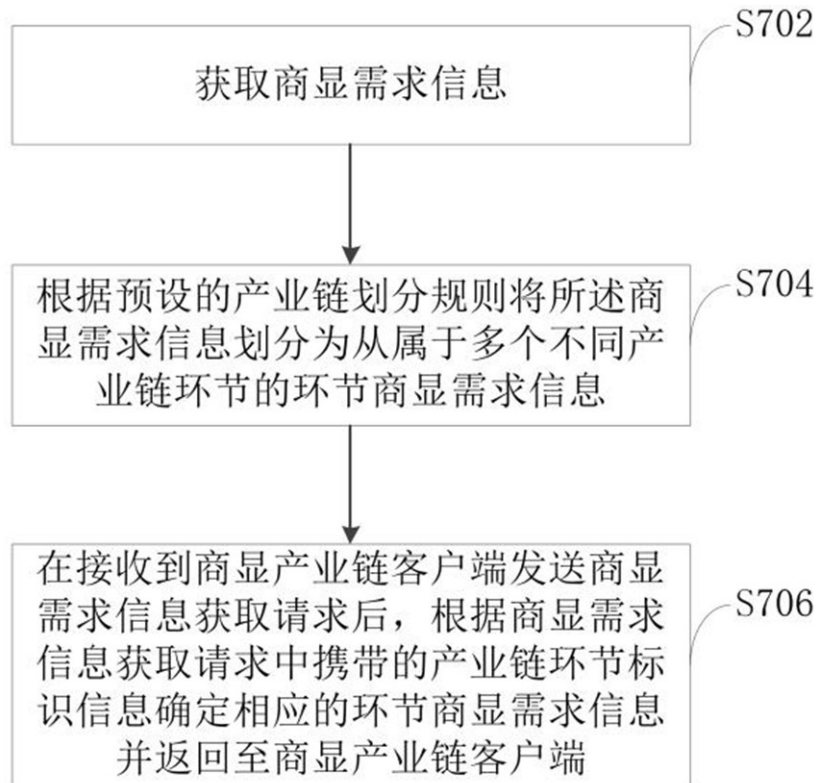 S702
获取商显需求信息
S704
根据预设的产业链划分规则将所述商
显需求信息划分为从属于多个不同产
业链环节的环节商显需求信息
在接收到商显产业链客户端发送商显
需求信息获取请求后，根据商显需求
S706
信息获取请求中携带的产业链环节标
识信息确定相应的环节商显需求信息
并返回至商显产业链客户端